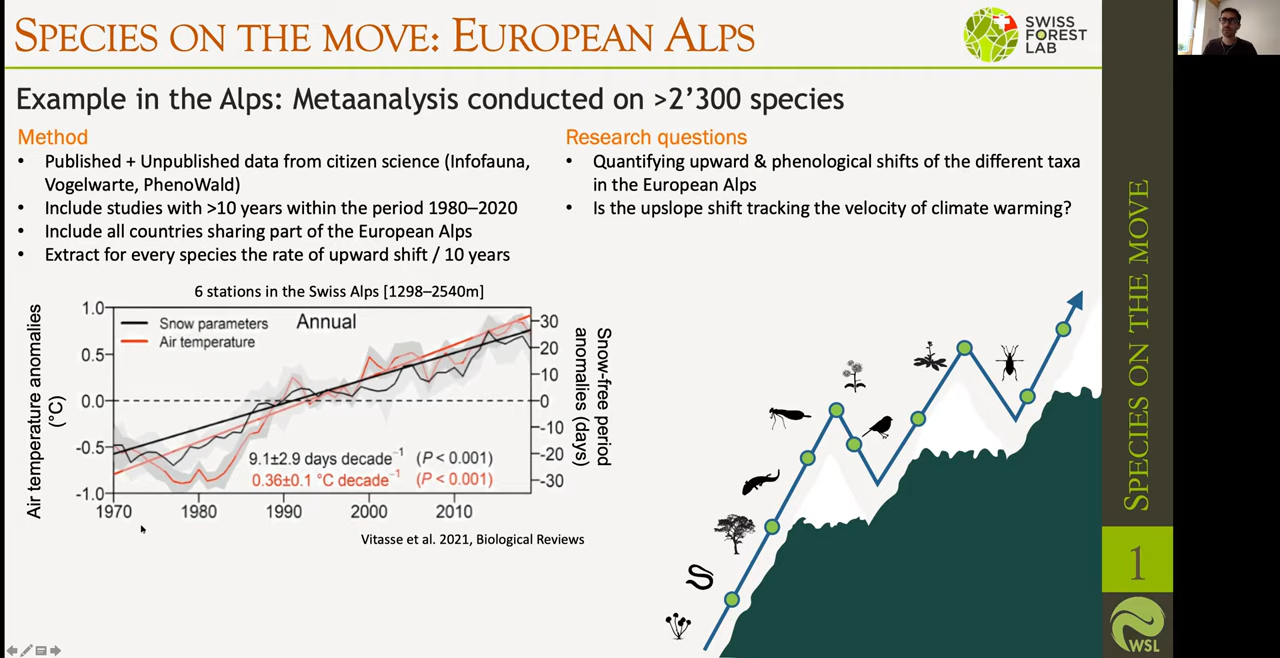 SPECIES ON THE MOVE: EUROPEAN ALPS
SWISS
FOREST
LAB
Example in the Alps: Metaanalysis conducted on >2'300 species
Method
• Published + Unpublished data from citizen science (Infofauna,
Vogelwarte, PhenoWald)
• Include studies with >10 years within the period 1980–2020
• Include all countries sharing part of the European Alps
• Extract for every species the rate of upward shift / 10 years
Research questions
• Quantifying upward & phenological shifts of the different taxa
in the European Alps
• Is the upslope shift tracking the velocity of climate warming?
6 stations in the Swiss Alps [1298–2540m]
Air temperature anomalies
(°C)
1.0
0.5
0.0
-0.5
-1.0
Snow parameters
Air temperature
Annual
9.1±2.9 days decade⁻¹ (P < 0.001)
0.36±0.1 °C decade⁻¹ (P < 0.001)
30
20
10
0
-10
-20
-30
Snow-free period
anomalies (days)
1970 1980 1990 2000 2010
Vitasse et al. 2021, Biological Reviews
SPECIES ON THE MOVE
1
WSL